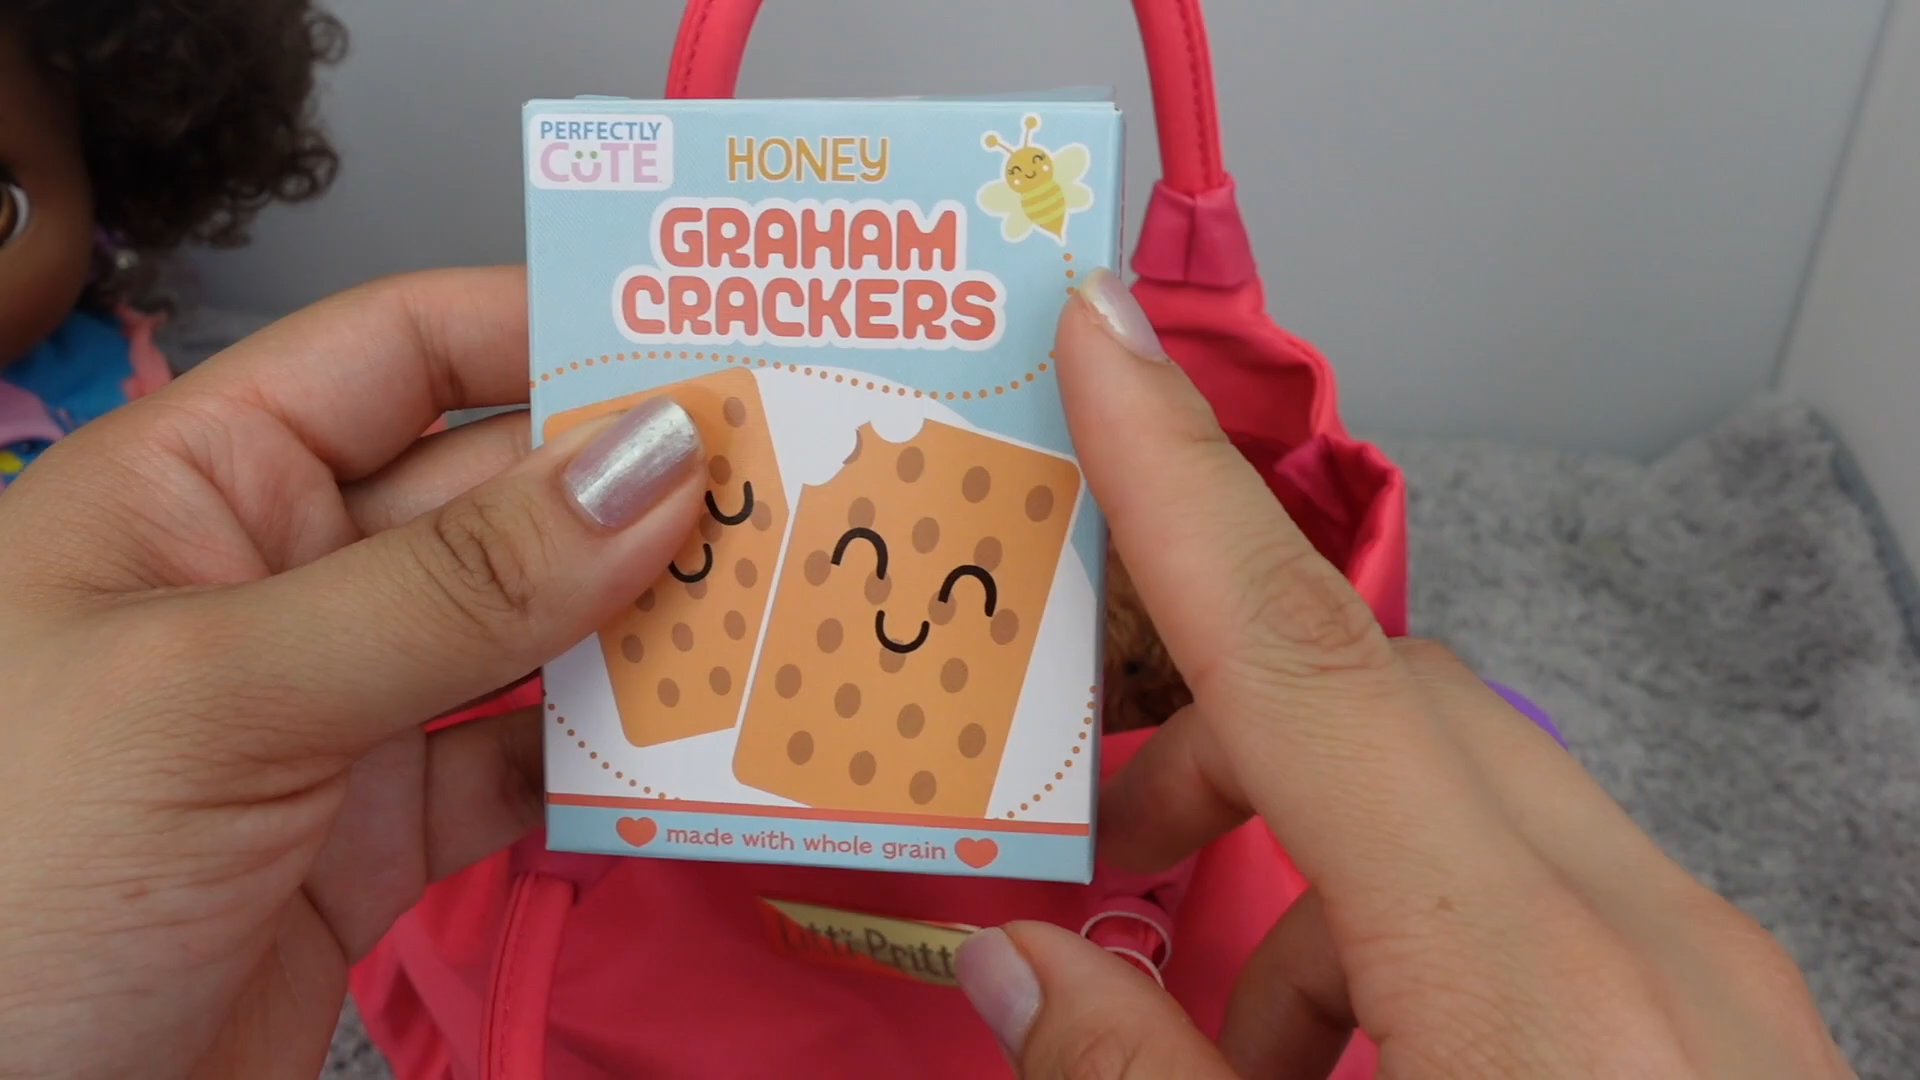 PERFECTLY
CUTE
HONEY
GRAHAM
CRACKERS
made with whole grain